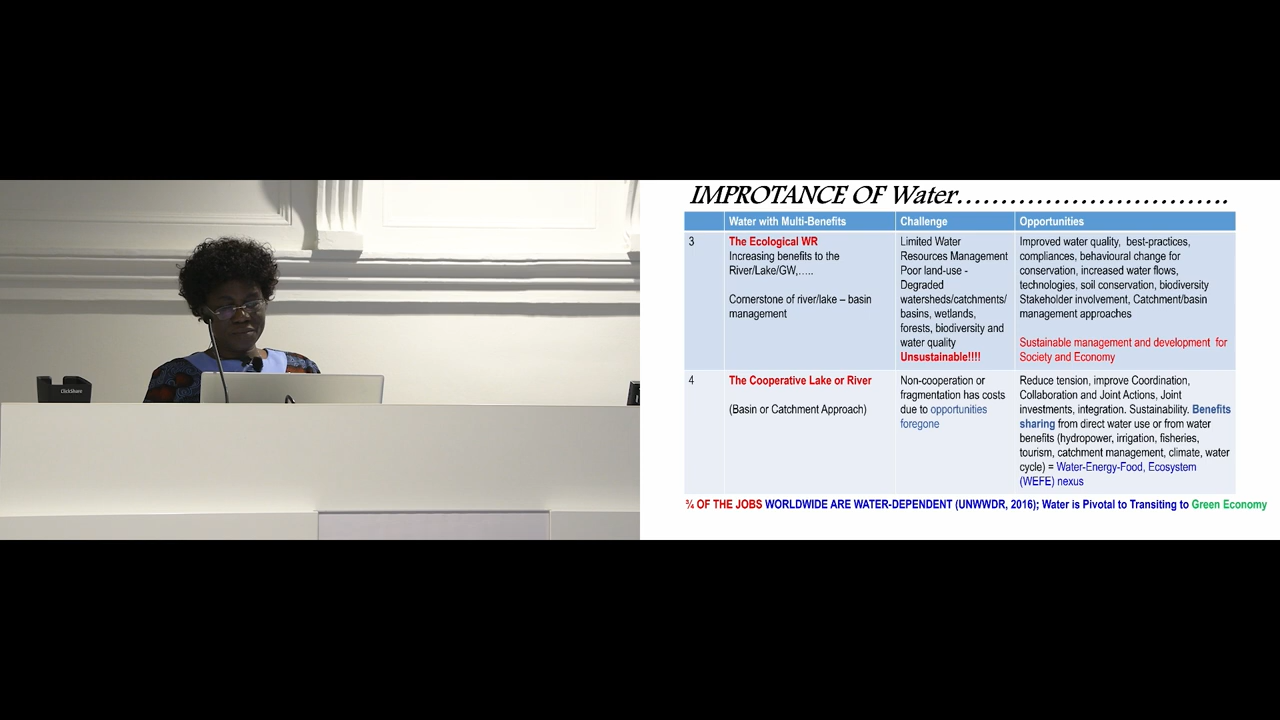 ClickShare
IMPROTANCE OF Water………………………….
Water with Multi-Benefits
Challenge
Opportunities
3
The Ecological WR
Increasing benefits to the
River/Lake/GW,…..
Cornerstone of river/lake – basin
management
Limited Water
Resources Management
Poor land-use -
Degraded
watersheds/catchments/
basins, wetlands,
forests, biodiversity and
water quality
Unsustainable!!!!
Improved water quality, best-practices,
compliances, behavioural change for
conservation, increased water flows,
technologies, soil conservation, biodiversity
Stakeholder involvement, Catchment/basin
management approaches
Sustainable management and development for
Society and Economy
4
The Cooperative Lake or River
(Basin or Catchment Approach)
Non-cooperation or
fragmentation has costs
due to opportunities
foregone
Reduce tension, improve Coordination,
Collaboration and Joint Actions, Joint
investments, integration. Sustainability. Benefits
sharing from direct water use or from water
benefits (hydropower, irrigation, fisheries,
tourism, catchment management, climate, water
cycle) = Water-Energy-Food, Ecosystem
(WEFE) nexus
¾ OF THE JOBS WORLDWIDE ARE WATER-DEPENDENT (UNWWDR, 2016); Water is Pivotal to Transiting to Green Economy